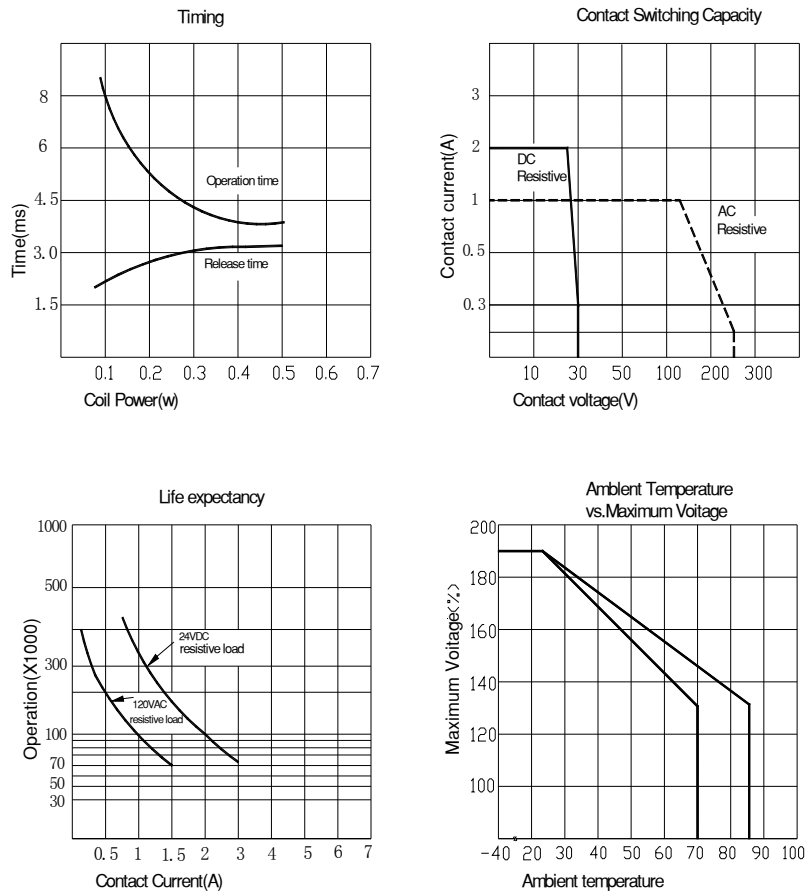 Timing
8
6
4.5
3.0
1.5
Time(ms)
Operation time
Release time
0.1 0.2 0.3 0.4 0.5 0.6 0.7
Coil Power(w)
Contact Switching Capacity
3
2
1
0.5
0.3
Contact current(A)
DC
Resistive
AC
Resistive
10 30 50 100 200 300
Contact voltage(V)
Life expectancy
1000
500
300
100
70
50
30
Operation(X1000)
24VDC
resistive load
120VAC
resistive load
0.5 1 1.5 2 3 5 6 7
Contact Current(A)
Amblent Temperature
vs.Maximum Voitage
200
180
160
130
120
100
Maximum Voitage<%>
-40 20 30 40 50 60 70 80 90 100
Ambient temperature